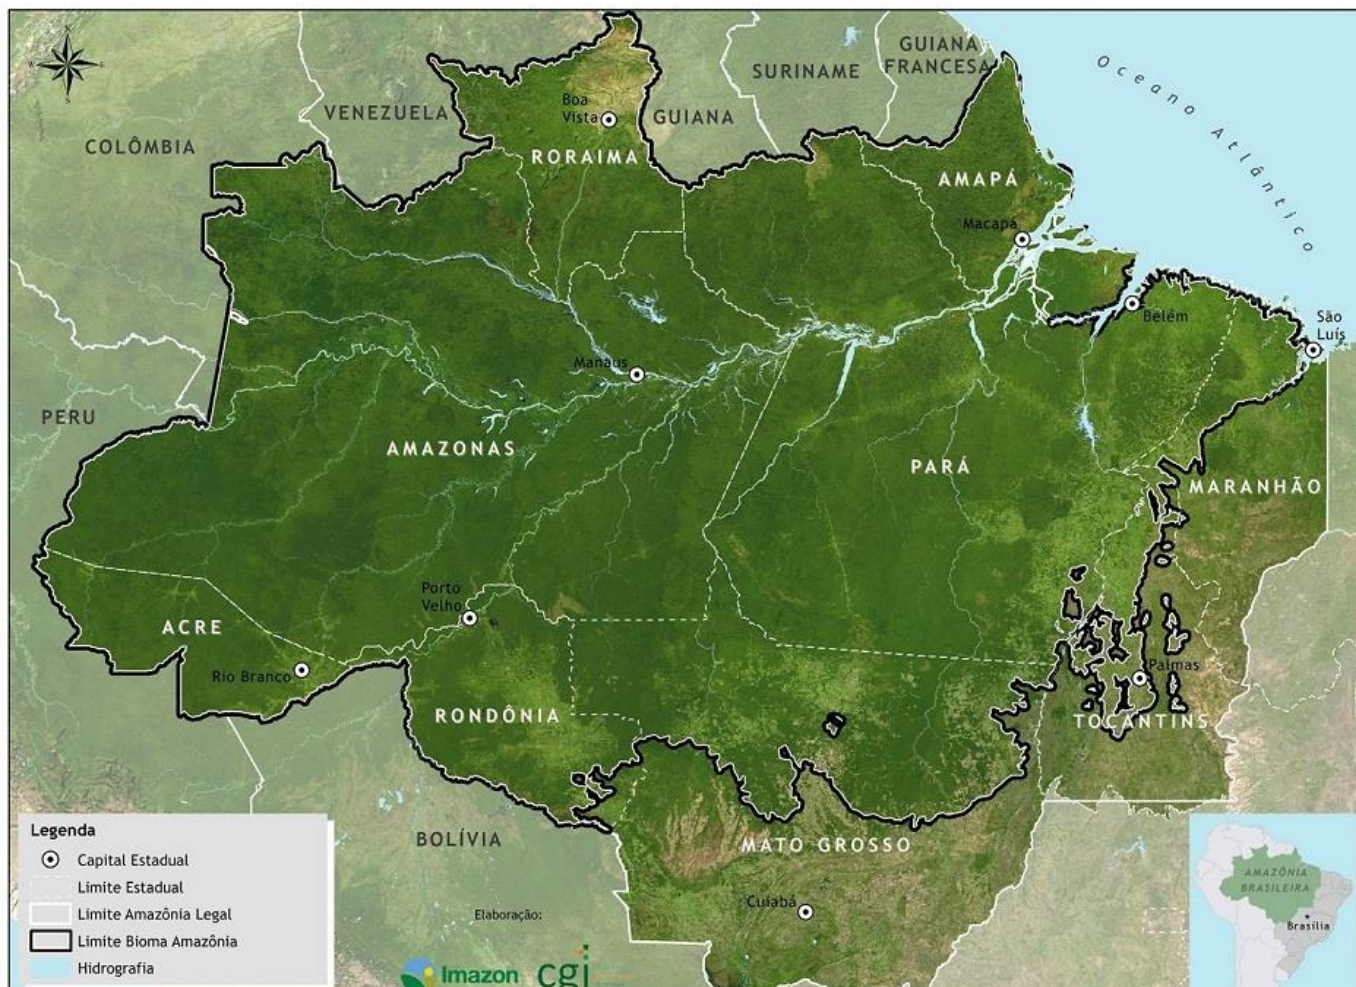 N
W
E
S
COLÔMBIA
VENEZUELA
Boa
Vista
RORAIMA
GUIANA
SURINAME
GUIANA
FRANCESA
Oceano Atlântico
AMAPÁ
Macapá
Belém
São
Luís
Manaus
PERU
AMAZONAS
PARÁ
MARANHÃO
Porto
Velho
ACRE
Rio Branco
RONDÔNIA
Palmas
TOCANTINS
BOLÍVIA
MATO GROSSO
Cuiabá
Legenda
Capital Estadual
Limite Estadual
Limite Amazônia Legal
Limite Bioma Amazônia
Hidrografia
Elaboração:
Imazon
cgi
AMAZÔNIA
BRASILEIRA
Brasília